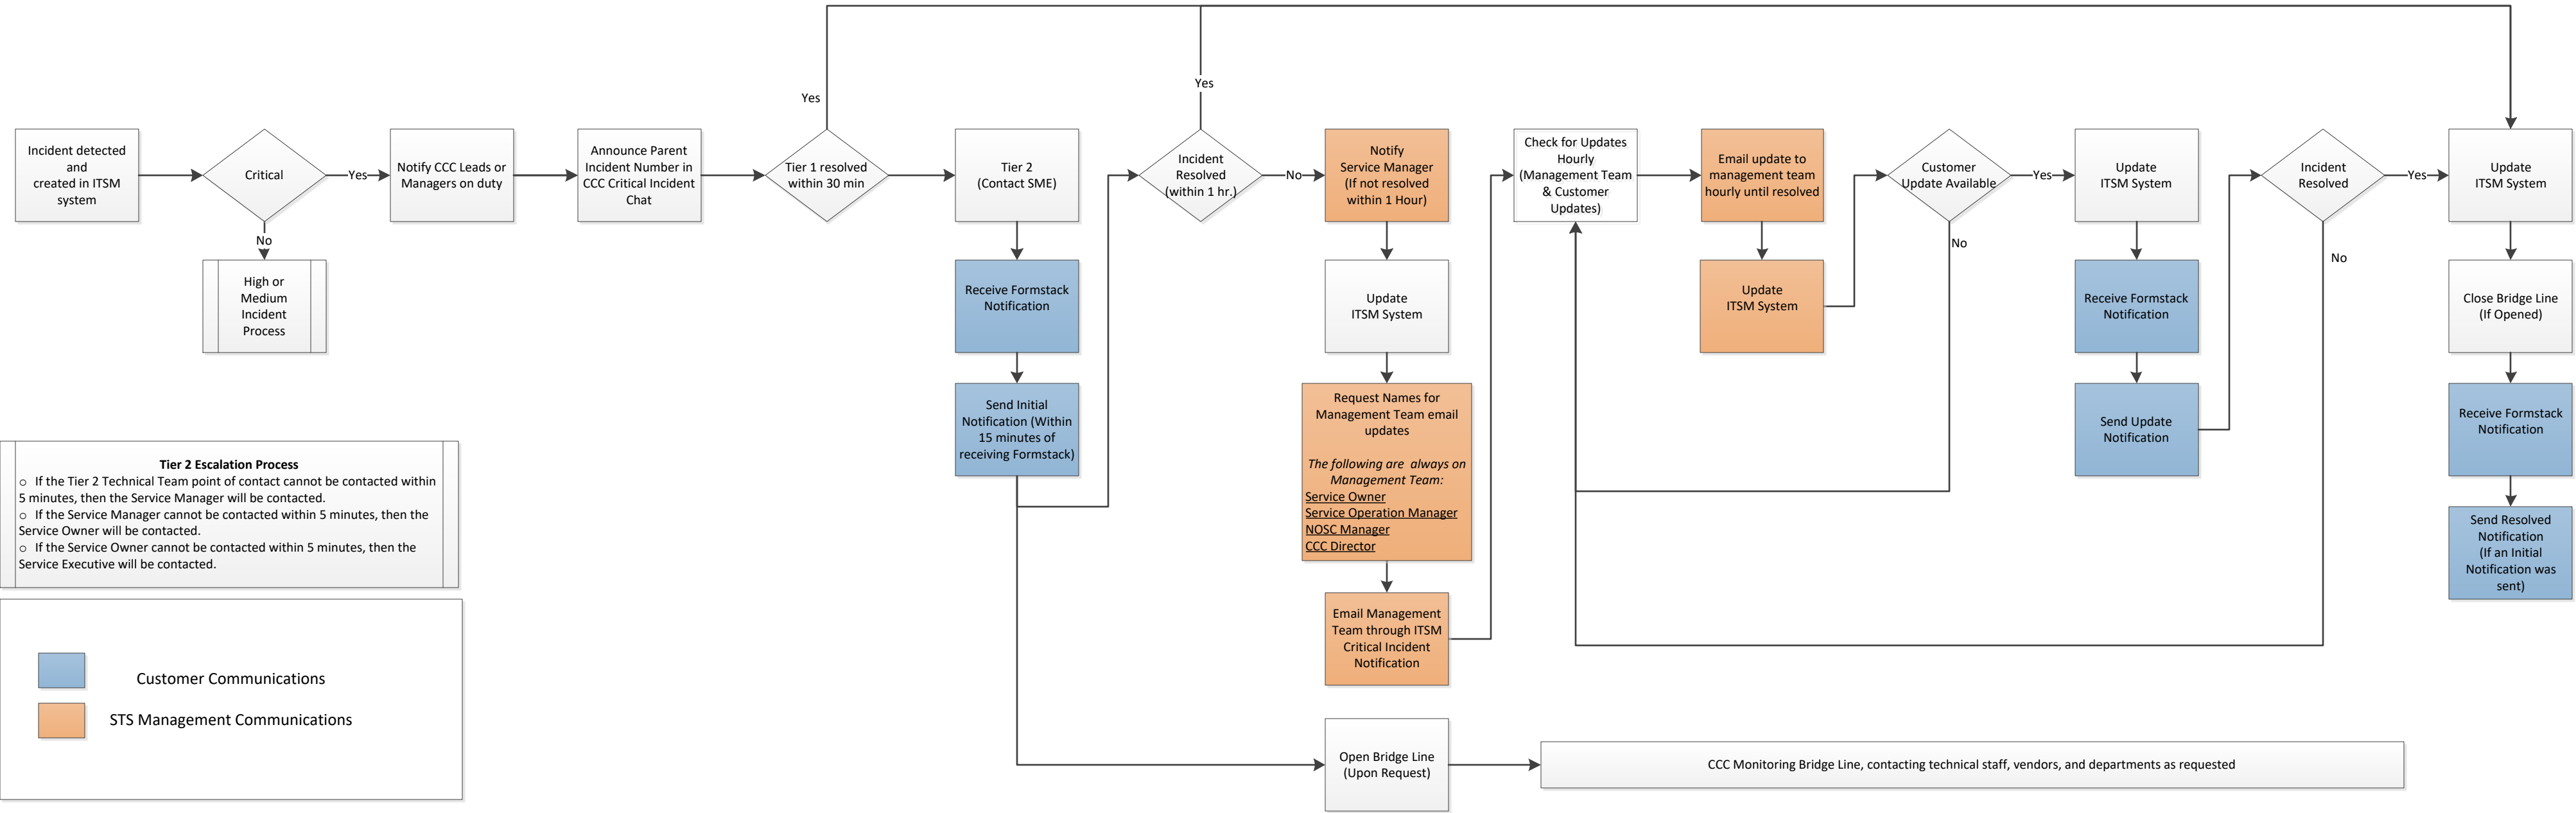 Incident detected
and
created in ITSM
system
Critical
Yes
No
High or
Medium
Incident
Process
Notify CCC Leads or
Managers on duty
Announce Parent
Incident Number in
CCC Critical Incident
Chat
Tier 1 resolved
within 30 min
Yes
Tier 2
(Contact SME)
Receive Formstack
Notification
Send Initial
Notification (Within
15 minutes of
receiving Formstack)
Incident
Resolved
(within 1 hr.)
Yes
No
Notify
Service Manager
(If not resolved
within 1 Hour)
Update
ITSM System
Request Names for
Management Team email
updates
The following are always on
Management Team:
Service Owner
Service Operation Manager
NOSC Manager
CCC Director
Email Management
Team through ITSM
Critical Incident
Notification
Check for Updates
Hourly
(Management Team
& Customer
Updates)
Email update to
management team
hourly until resolved
Update
ITSM System
Customer
Update Available
Yes
No
Update
ITSM System
Receive Formstack
Notification
Send Update
Notification
Incident
Resolved
Yes
No
Update
ITSM System
Close Bridge Line
(If Opened)
Receive Formstack
Notification
Send Resolved
Notification
(If an Initial
Notification was
sent)
Open Bridge Line
(Upon Request)
CCC Monitoring Bridge Line, contacting technical staff, vendors, and departments as requested
Tier 2 Escalation Process
o If the Tier 2 Technical Team point of contact cannot be contacted within
5 minutes, then the Service Manager will be contacted.
o If the Service Manager cannot be contacted within 5 minutes, then the
Service Owner will be contacted.
o If the Service Owner cannot be contacted within 5 minutes, then the
Service Executive will be contacted.
Customer Communications
STS Management Communications